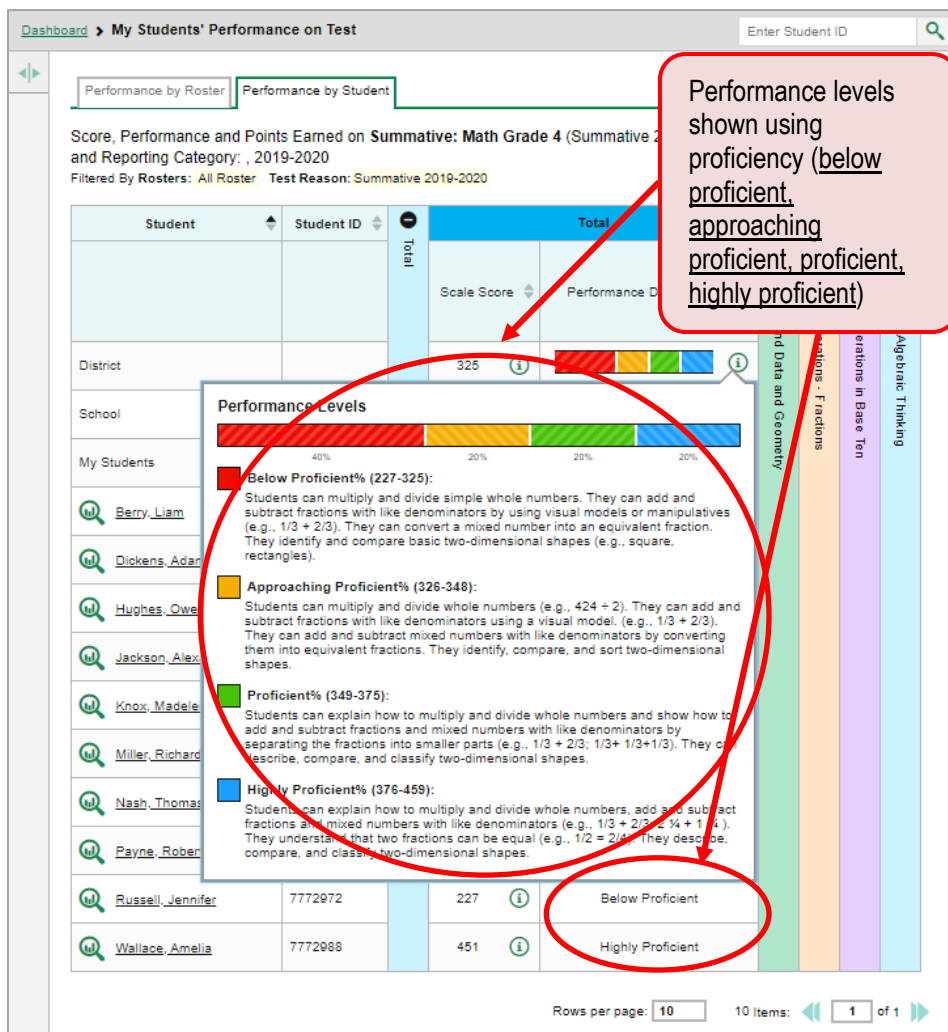 Dashboard > My Students' Performance on Test
Enter Student ID
Performance by Roster
Performance by Student
Performance levels
shown using
proficiency (below
proficient,
approaching
proficient, proficient,
highly proficient)
Score, Performance and Points Earned on Summative: Math Grade 4 (Summative 2
and Reporting Category: , 2019-2020
Filtered By Rosters: All Roster Test Reason: Summative 2019-2020
Student
Student ID
Total
Total
Scale Score
Performance D
nd Data and Geometry
erations - Fractions
erations in Base Ten
Algebraic Thinking
District
325
School
My Students
Berry, Liam
Dickens, Adam
Hughes, Owe
Jackson, Alex
Knox, Madele
Miller, Richard
Nash, Thomas
Payne, Rober
Performance Levels
40% 20% 20% 20%
Below Proficient% (227-325):
Students can multiply and divide simple whole numbers. They can add and
subtract fractions with like denominators by using visual models or manipulatives
(e.g., 1/3 + 2/3). They can convert a mixed number into an equivalent fraction.
They identify and compare basic two-dimensional shapes (e.g., square,
rectangles).
Approaching Proficient% (326-348):
Students can multiply and divide whole numbers (e.g., 424 ÷ 2). They can add and
subtract fractions with like denominators using a visual model. (e.g., 1/3 + 2/3).
They can add and subtract mixed numbers with like denominators by converting
them into equivalent fractions. They identify, compare, and sort two-dimensional
shapes.
Proficient% (349-375):
Students can explain how to multiply and divide whole numbers and show how to
add and subtract fractions and mixed numbers with like denominators by
separating the fractions into smaller parts (e.g., 1/3 + 2/3; 1/3+ 1/3+1/3). They can
describe, compare, and classify two-dimensional shapes.
Highly Proficient% (376-459):
Students can explain how to multiply and divide whole numbers, add and subtract
fractions and mixed numbers with like denominators (e.g., 1/3 + 2/3; 2 ¼ + 1 ¼ ).
They understand that two fractions can be equal (e.g., 1/2 = 2/4). They describe,
compare, and classify two-dimensional shapes.
Russell, Jennifer 7772972 227 Below Proficient
Wallace, Amelia 7772988 451 Highly Proficient
Rows per page: 10 10 Items: 1 of 1